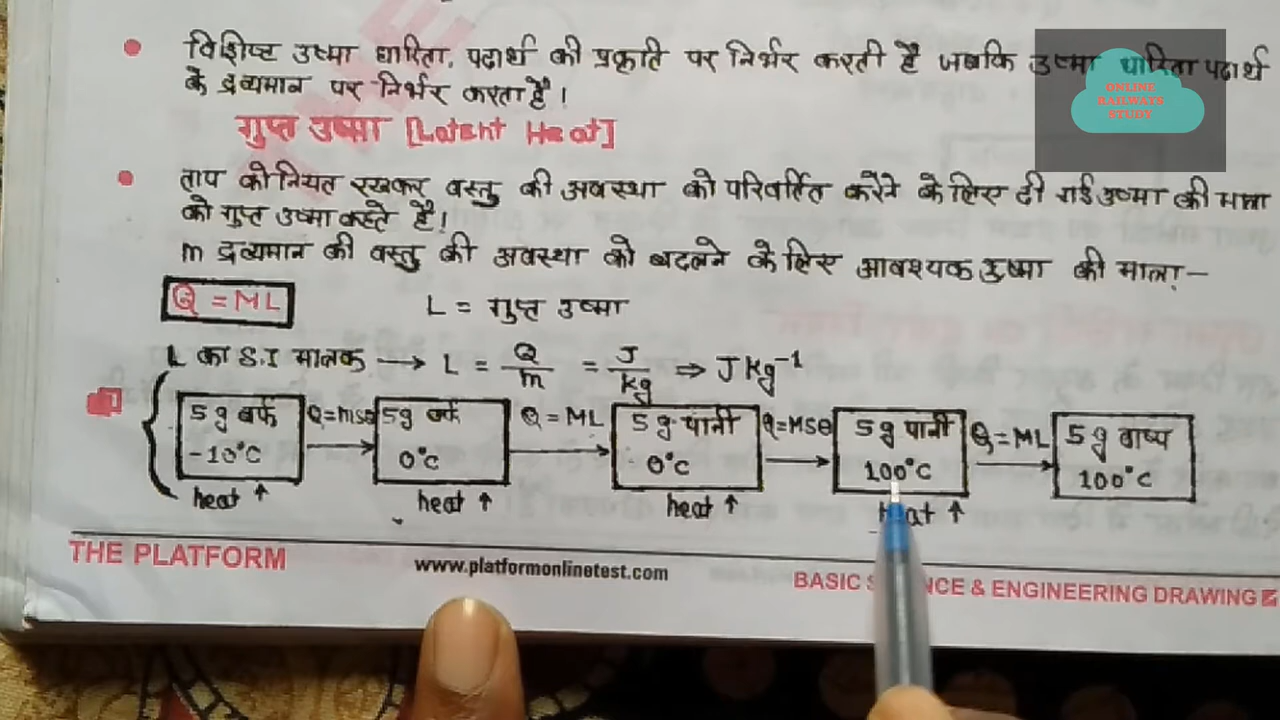 विशिष्ट उष्मा धारिता, पदार्थ की प्रकृति पर निर्भर करती है जबकि उष्मा धारिता पदार्थ
के द्रव्यमान पर निर्भर करता है।
गुप्त उष्मा [Latent Heat]
ताप को नियत रखकर वस्तु की अवस्था को परिवर्तित करने के लिए दी गई उष्मा की मात्रा
को गुप्त उष्मा कहते है।
m द्रव्यमान की वस्तु की अवस्था को बदलने के लिए आवश्यक उष्मा की मात्रा-
Q = ML L = गुप्त उष्मा
L का S.I मात्रक → L = Q/m = J/kg ⇒ J kg⁻¹
5g बर्फ Q=msθ 5g बर्फ Q = ML 5g पानी Q=MSθ 5g पानी Q=ML 5g वाष्प
-10°C → 0°C → 0°C → 100°C → 100°C
heat ↑ heat ↑ heat ↑ heat ↑
THE PLATFORM www.platformonlinetest.com BASIC SCIENCE & ENGINEERING DRAWING
ONLINE
RAILWAYS
STUDY